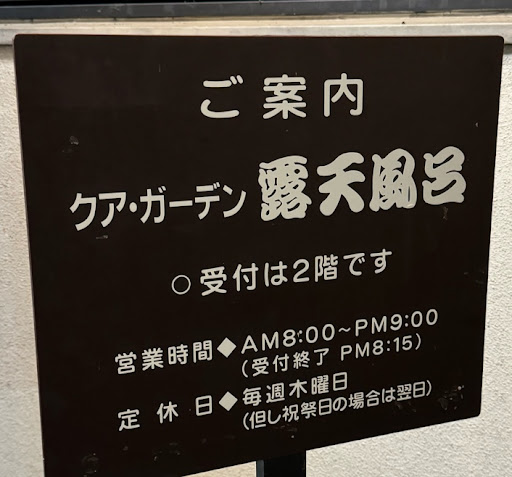 ご案内
クア・ガーデン 露天風呂
○受付は2階です
営業時間◆AM8:00～PM9:00
(受付終了 PM8:15)
定休日◆毎週木曜日
(但し祝祭日の場合は翌日)